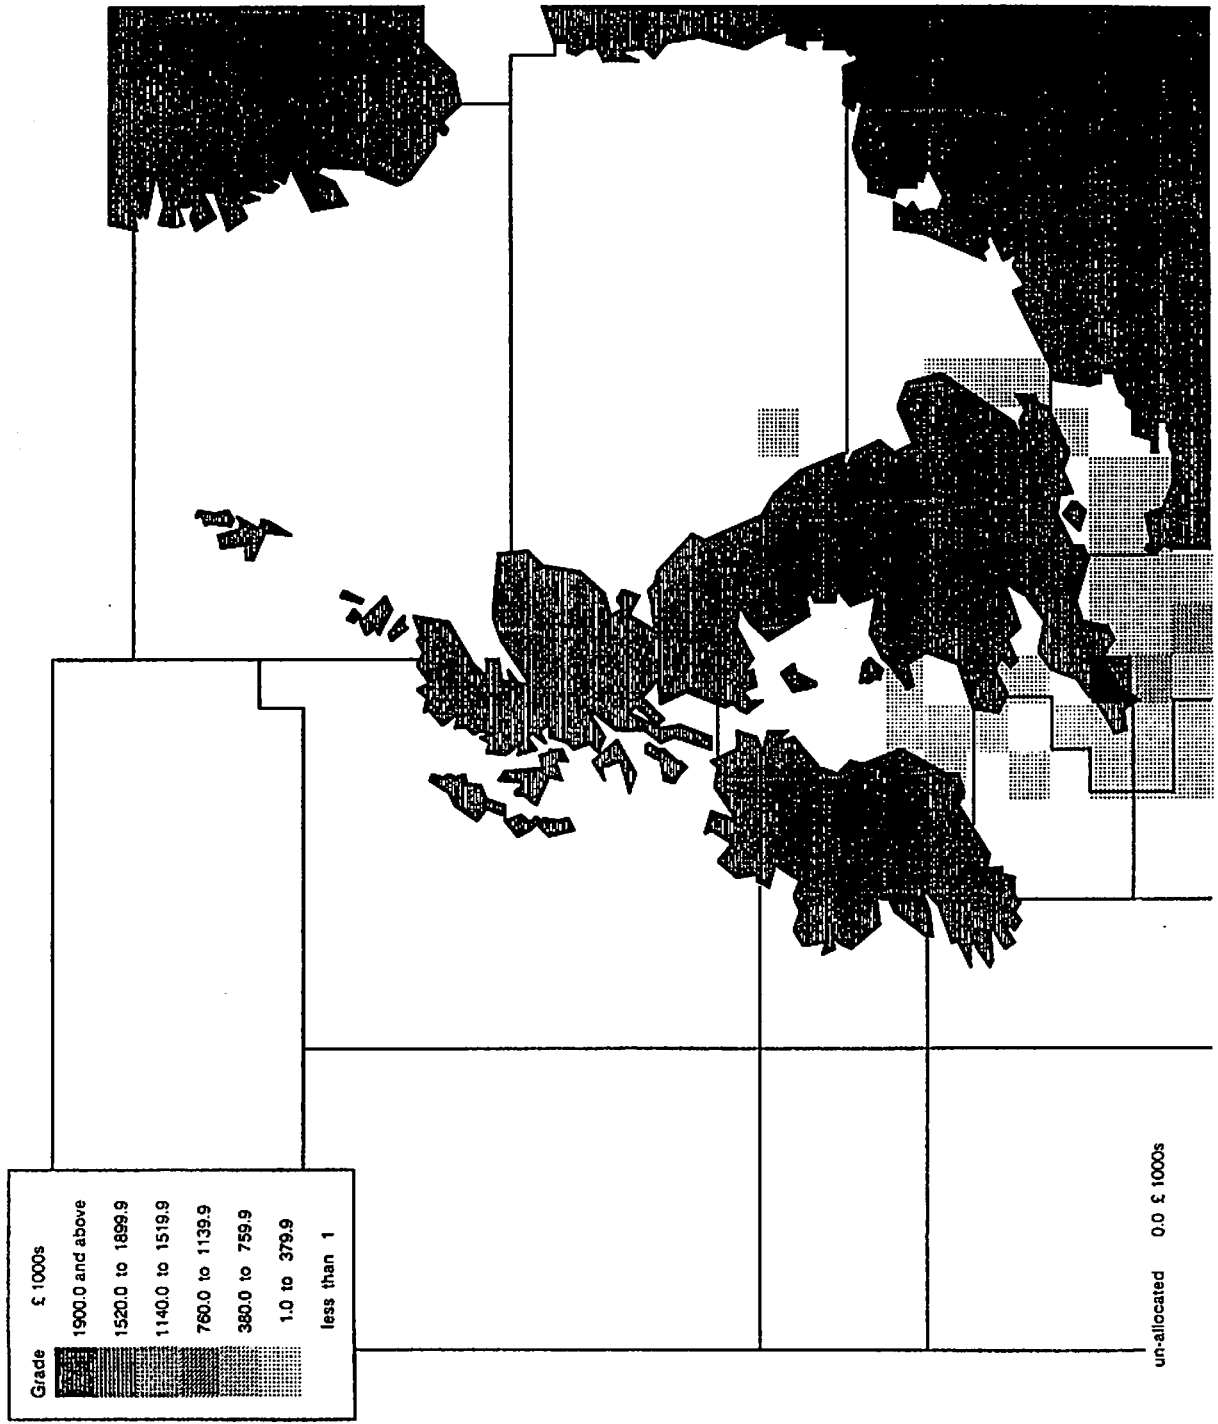 Grade £ 1000s
1900.0 and above
1520.0 to 1899.9
1140.0 to 1519.9
760.0 to 1139.9
380.0 to 759.9
1.0 to 379.9
less than 1
un-allocated 0.0 £ 1000s